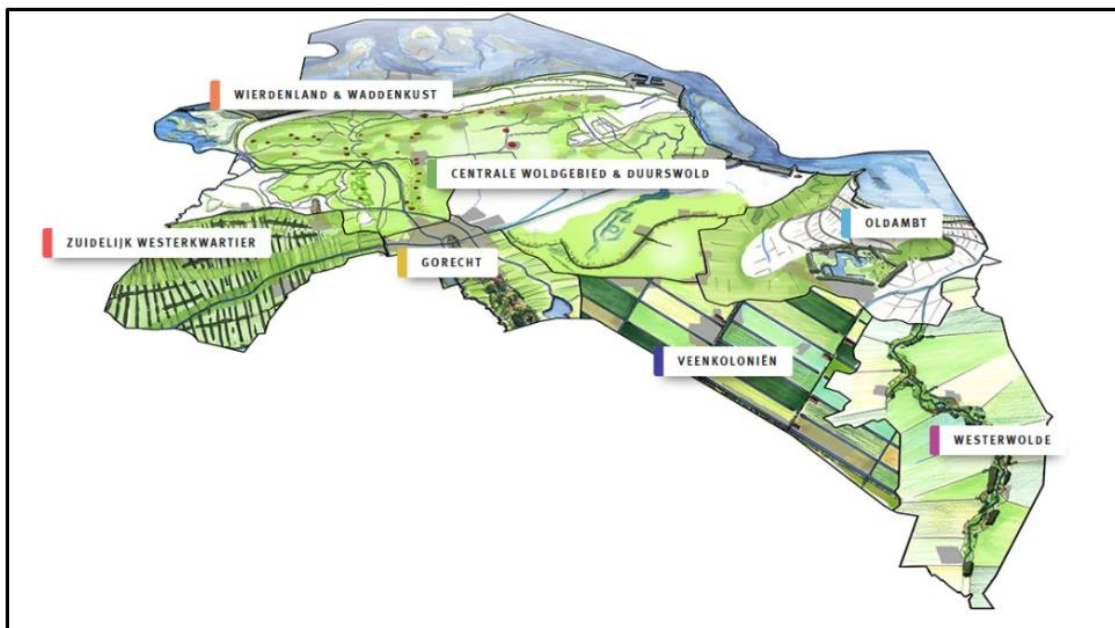 WIERDENLAND & WADDENKUST
CENTRALE WOLDGEBIED & DUURSWOLD
OLDAMBT
ZUIDELIJK WESTERKWARTIER
GORECHT
VEENKOLONIËN
WESTERWOLDE